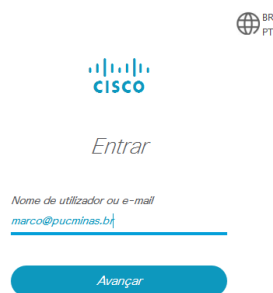 BR
PT
CISCO
Entrar
Nome de utilizador ou e-mail
marco@pucminas.br
Avançar